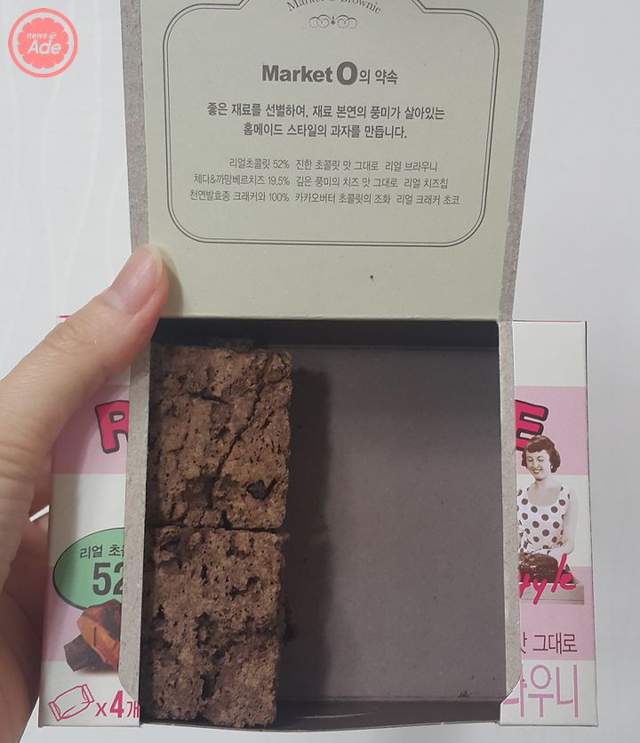 news@
Ade
Market O Brownie
Market O의 약속
좋은 재료를 선별하여, 재료 본연의 풍미가 살아있는
홈메이드 스타일의 과자를 만듭니다.
리얼초콜릿 52% 진한 초콜릿 맛 그대로 리얼 브라우니
체다&까망베르치즈 19.5% 깊은 풍미의 치즈 맛 그대로 리얼 치즈칩
천연발효종 크래커와 100% 카카오버터 초콜릿의 조화 리얼 크래커 초코
R
E
리얼 초
52
style
맛 그대로
라우니
x4개